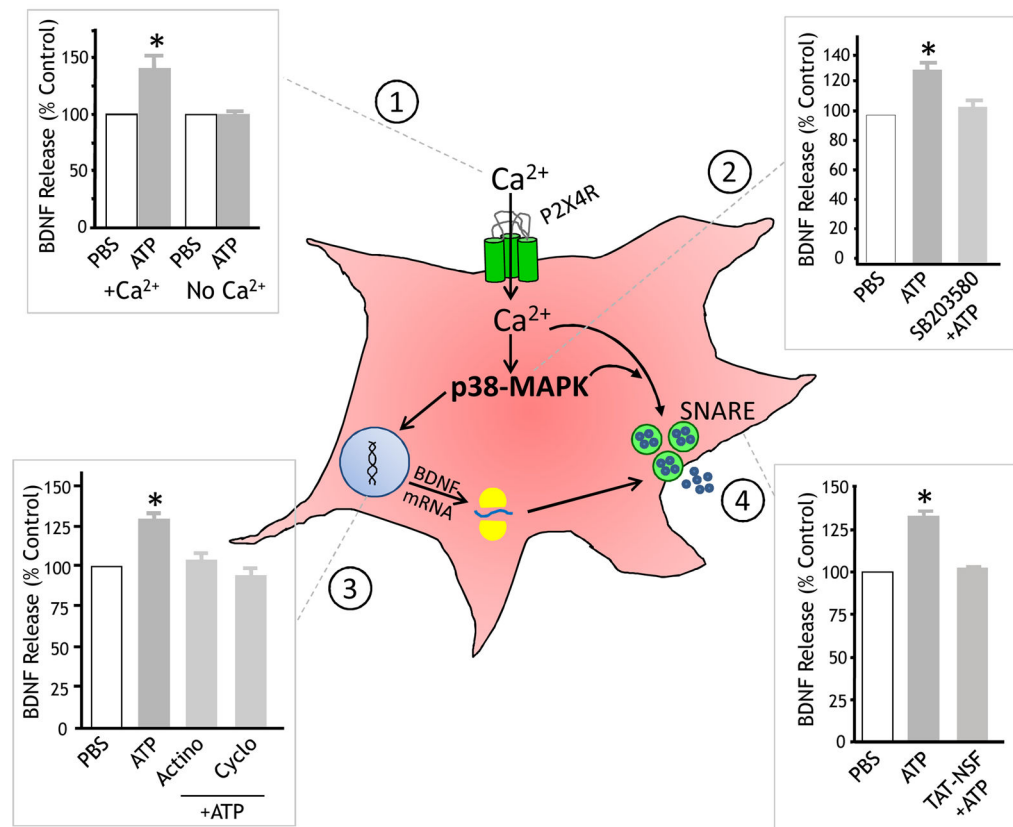 BDNF Release (% Control)
150
100
50
0
*
PBS
ATP
PBS
ATP
+Ca²⁺
No Ca²⁺
1
BDNF Release (% Control)
140
120
100
80
60
40
20
0
*
PBS
ATP
SB203580
+ATP
2
Ca²⁺
P2X4R
Ca²⁺
p38-MAPK
SNARE
BDNF
mRNA
BDNF Release (% Control)
150
125
100
75
50
25
0
*
PBS
ATP
Actino
Cyclo
+ATP
3
4
BDNF Release (% Control)
150
125
100
75
50
25
0
*
PBS
ATP
TAT-NSF
+ATP